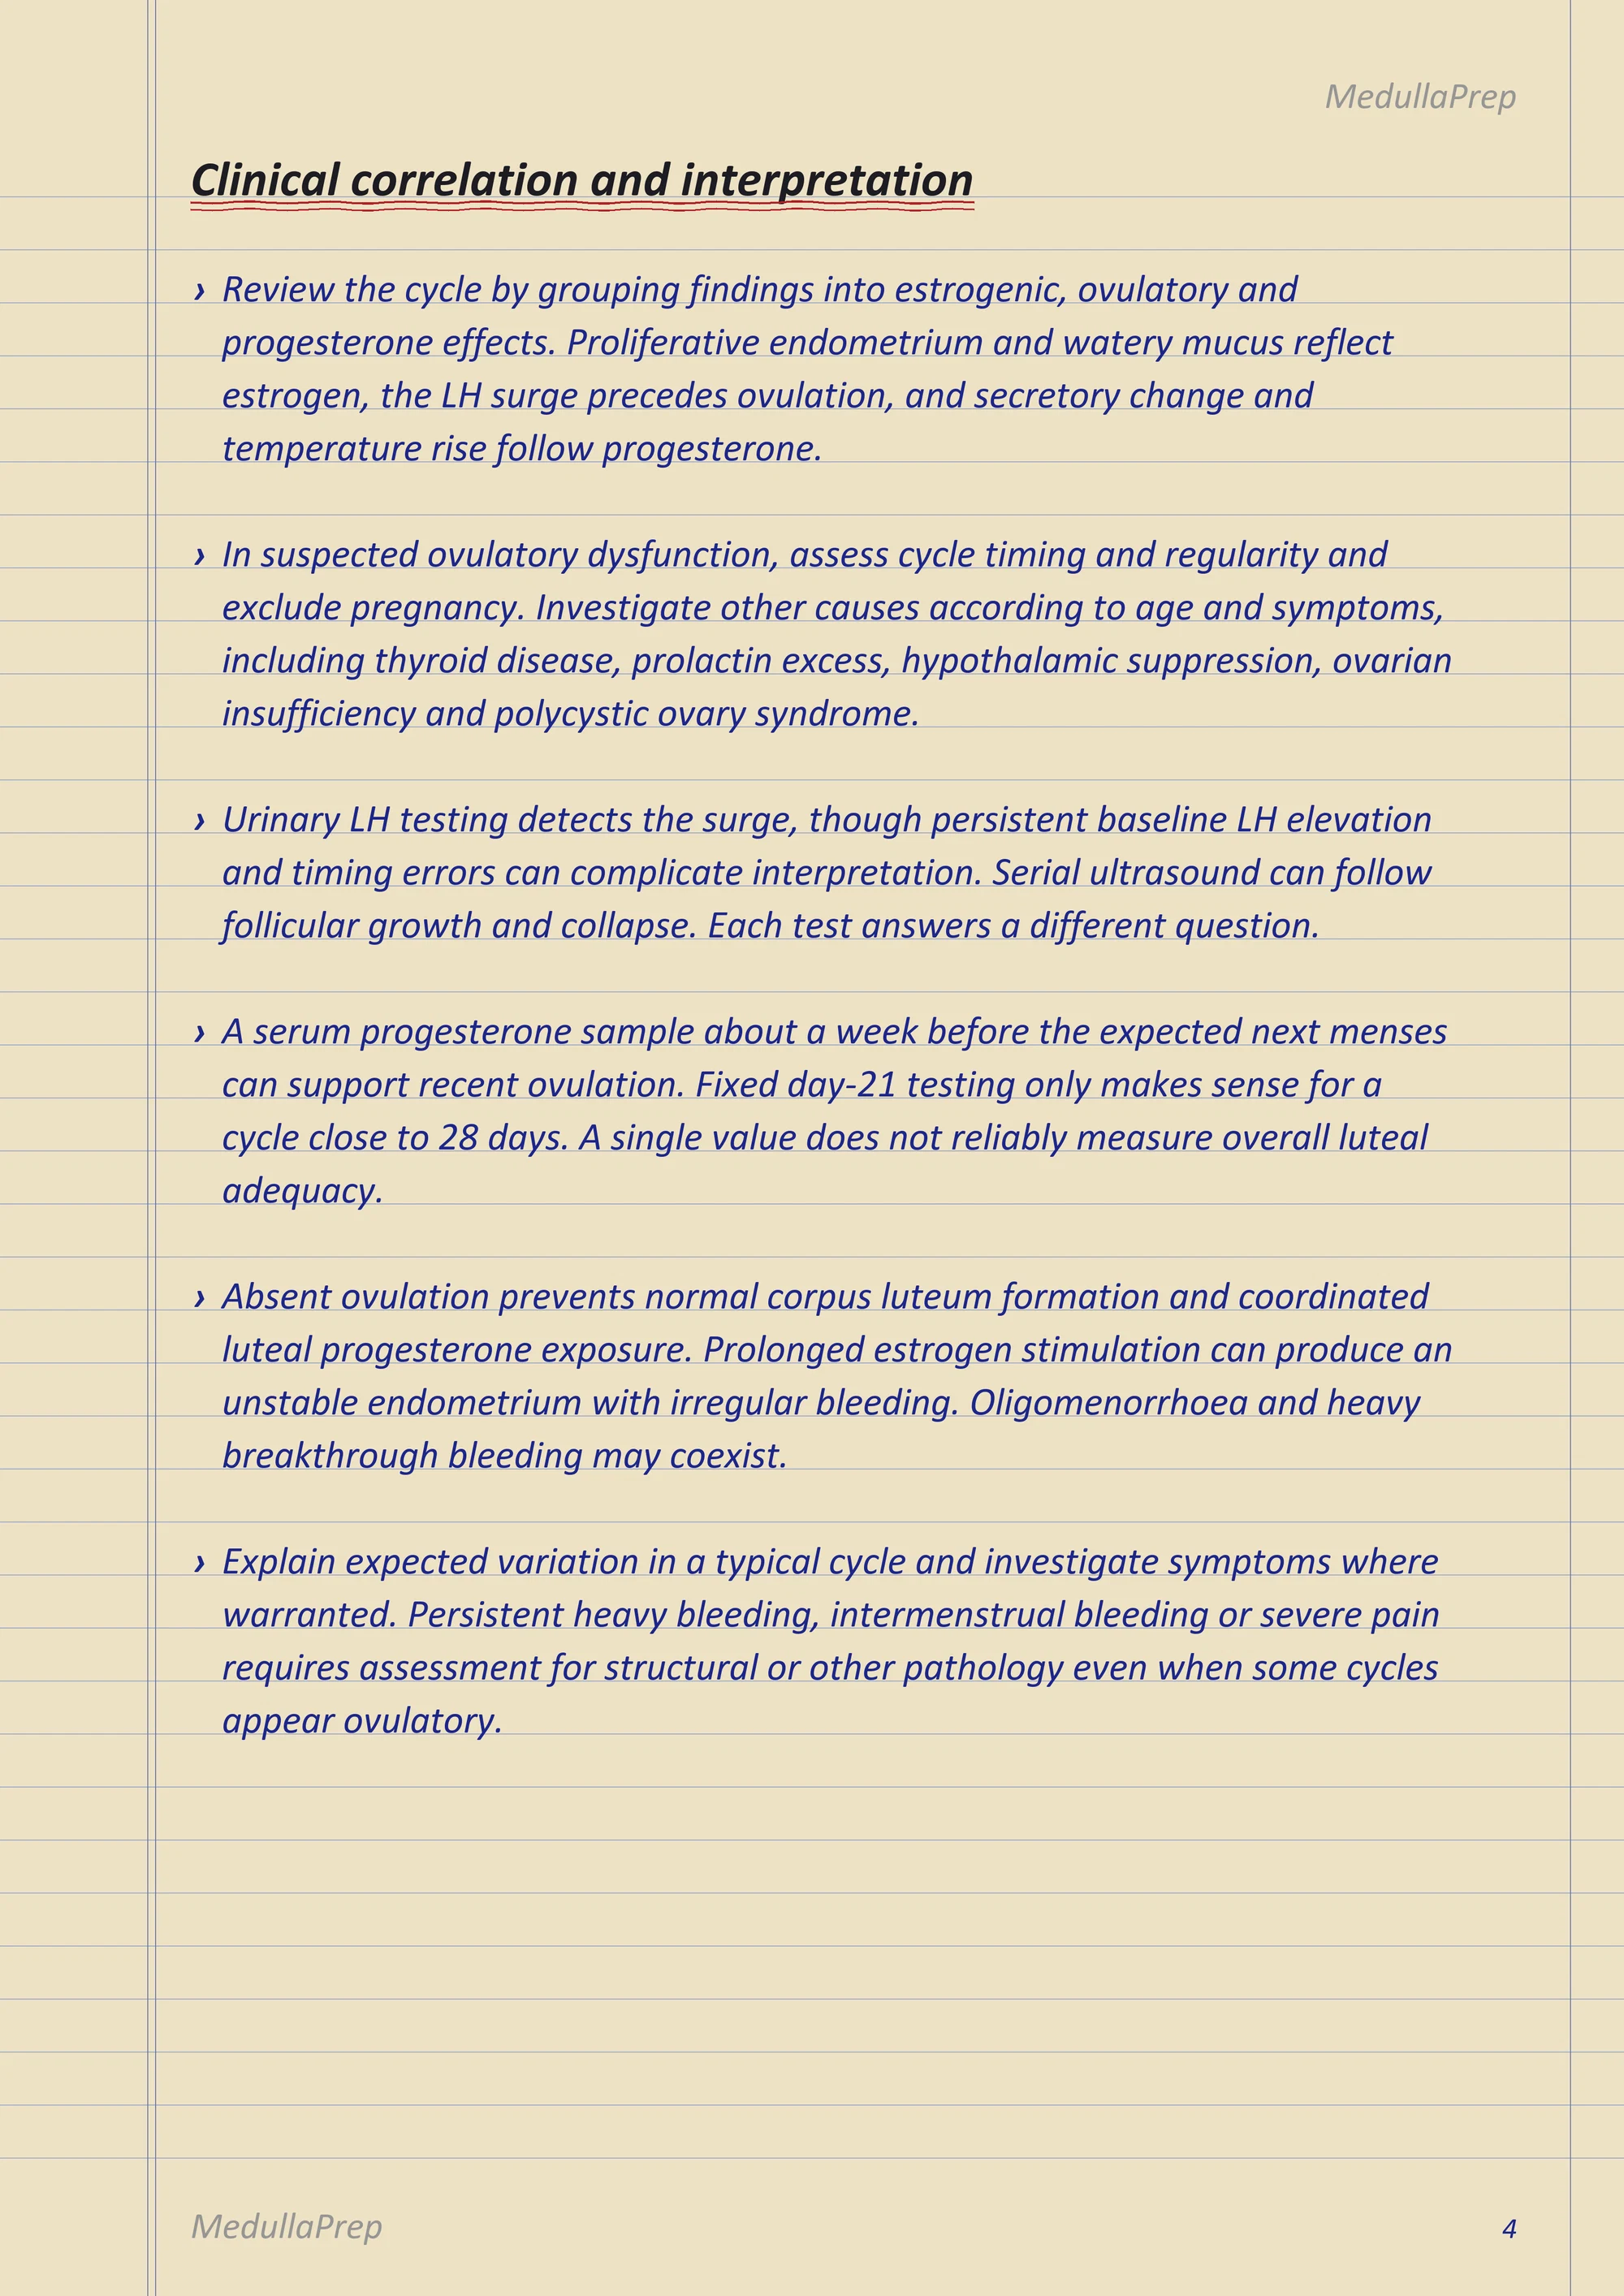 MedullaPrep
Clinical correlation and interpretation
› Review the cycle by grouping findings into estrogenic, ovulatory and
progesterone effects. Proliferative endometrium and watery mucus reflect
estrogen, the LH surge precedes ovulation, and secretory change and
temperature rise follow progesterone.
› In suspected ovulatory dysfunction, assess cycle timing and regularity and
exclude pregnancy. Investigate other causes according to age and symptoms,
including thyroid disease, prolactin excess, hypothalamic suppression, ovarian
insufficiency and polycystic ovary syndrome.
› Urinary LH testing detects the surge, though persistent baseline LH elevation
and timing errors can complicate interpretation. Serial ultrasound can follow
follicular growth and collapse. Each test answers a different question.
› A serum progesterone sample about a week before the expected next menses
can support recent ovulation. Fixed day-21 testing only makes sense for a
cycle close to 28 days. A single value does not reliably measure overall luteal
adequacy.
› Absent ovulation prevents normal corpus luteum formation and coordinated
luteal progesterone exposure. Prolonged estrogen stimulation can produce an
unstable endometrium with irregular bleeding. Oligomenorrhoea and heavy
breakthrough bleeding may coexist.
› Explain expected variation in a typical cycle and investigate symptoms where
warranted. Persistent heavy bleeding, intermenstrual bleeding or severe pain
requires assessment for structural or other pathology even when some cycles
appear ovulatory.
MedullaPrep
4